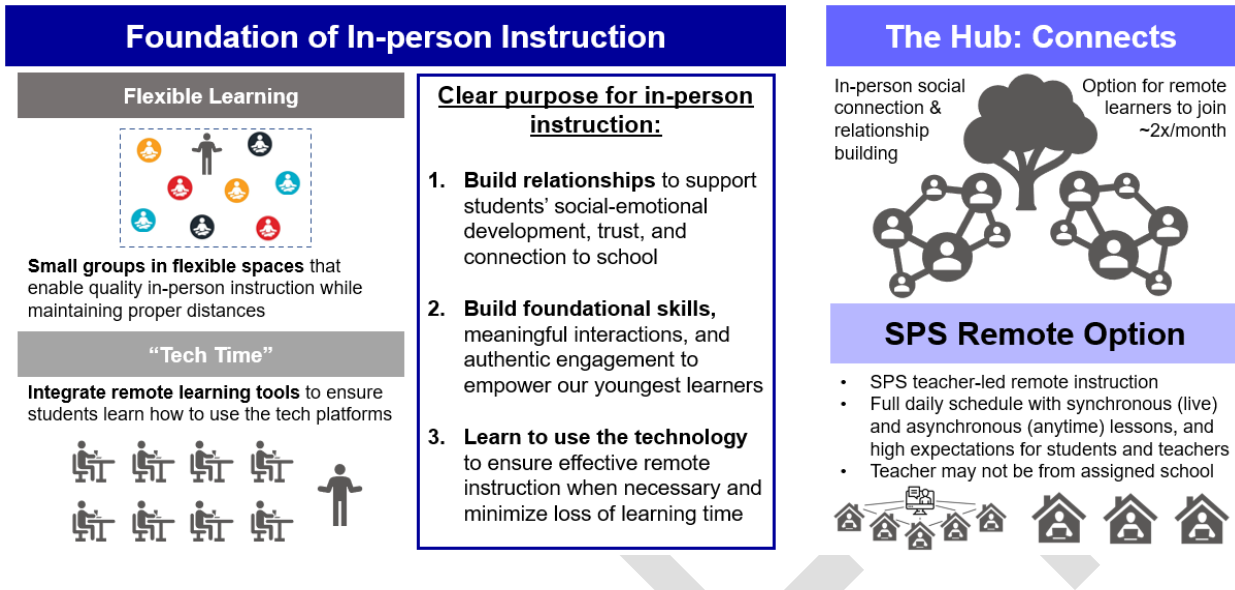 Foundation of In-person Instruction
Flexible Learning
Small groups in flexible spaces that
enable quality in-person instruction while
maintaining proper distances
“Tech Time”
Integrate remote learning tools to ensure
students learn how to use the tech platforms
Clear purpose for in-person
instruction:
1. Build relationships to support
students’ social-emotional
development, trust, and
connection to school
2. Build foundational skills,
meaningful interactions, and
authentic engagement to
empower our youngest learners
3. Learn to use the technology
to ensure effective remote
instruction when necessary and
minimize loss of learning time
The Hub: Connects
In-person social
connection &
relationship
building
Option for remote
learners to join
~2x/month
SPS Remote Option
• SPS teacher-led remote instruction
• Full daily schedule with synchronous (live)
and asynchronous (anytime) lessons, and
high expectations for students and teachers
• Teacher may not be from assigned school